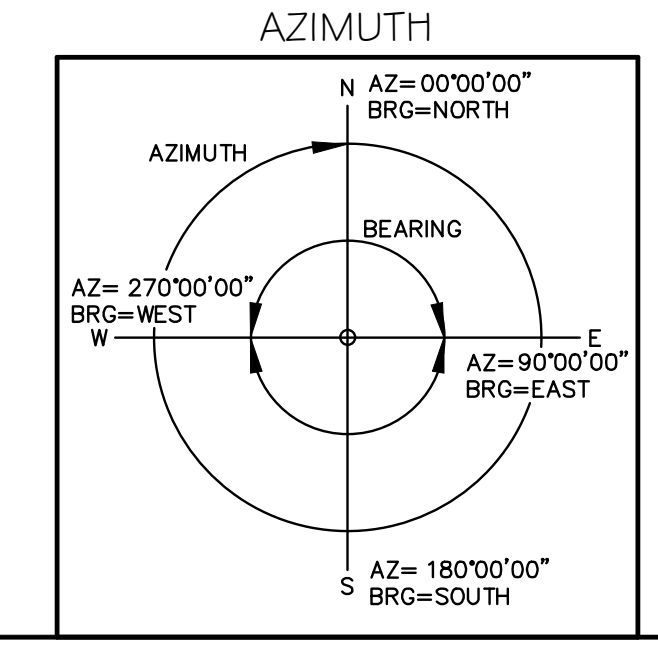 AZIMUTH
N
AZ= 00°00'00"
BRG=NORTH
AZIMUTH
BEARING
AZ= 270°00'00"
BRG=WEST
W
E
AZ=90°00'00"
BRG=EAST
S
AZ= 180°00'00"
BRG=SOUTH